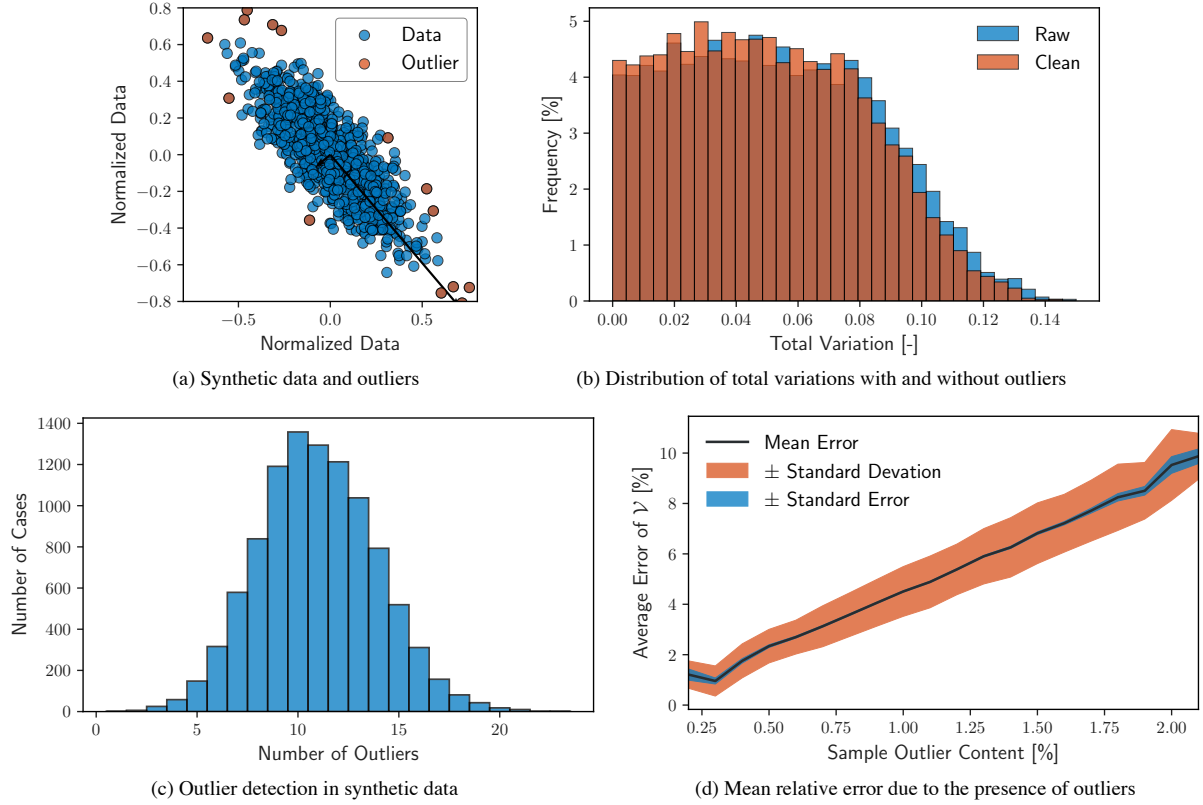 0.8
0.6
0.4
0.2
0.0
−0.2
−0.4
−0.6
−0.8
Normalized Data
Data
Outlier
−0.5
0.0
0.5
Normalized Data
(a) Synthetic data and outliers
5
4
3
2
1
0
Frequency [%]
Raw
Clean
0.00
0.02
0.04
0.06
0.08
0.10
0.12
0.14
Total Variation [-]
(b) Distribution of total variations with and without outliers
1400
1200
1000
800
600
400
200
0
Number of Cases
0
5
10
15
20
Number of Outliers
(c) Outlier detection in synthetic data
10
8
6
4
2
0
Average Error of 𝒱 [%]
Mean Error
± Standard Devation
± Standard Error
0.25
0.50
0.75
1.00
1.25
1.50
1.75
2.00
Sample Outlier Content [%]
(d) Mean relative error due to the presence of outliers